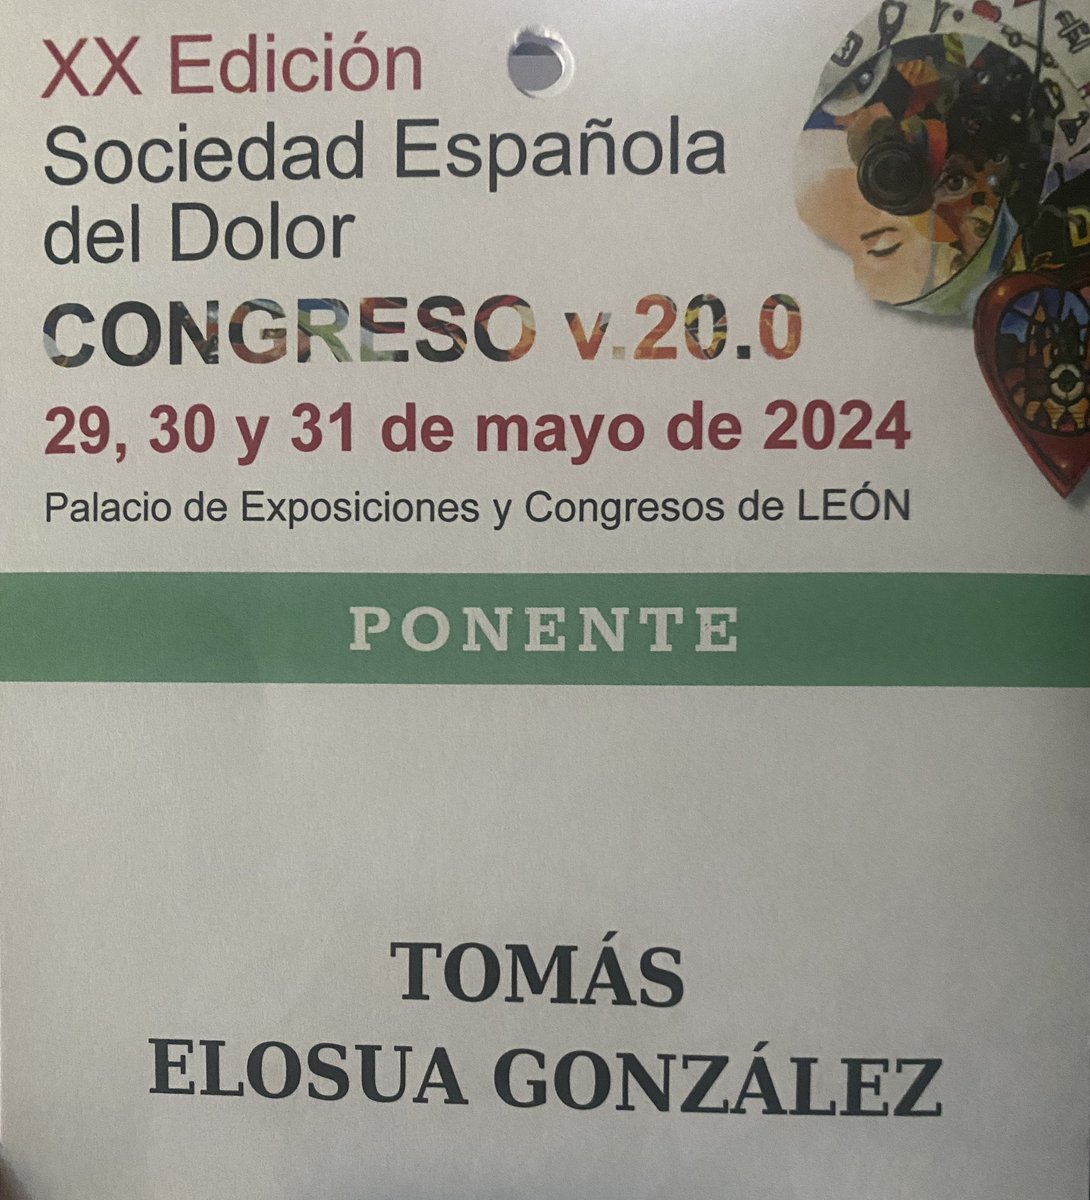 XX Edición
Sociedad Española
del Dolor
CONGRESO v.20.0
29, 30 y 31 de mayo de 2024
Palacio de Exposiciones y Congresos de LEÓN
PONENTE
TOMÁS
ELOSUA GONZÁLEZ